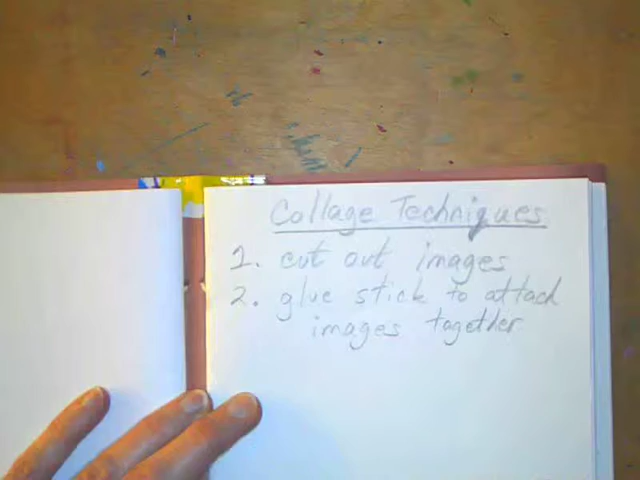 Collage Techniques
1. cut out images
2. glue stick to attach
images together